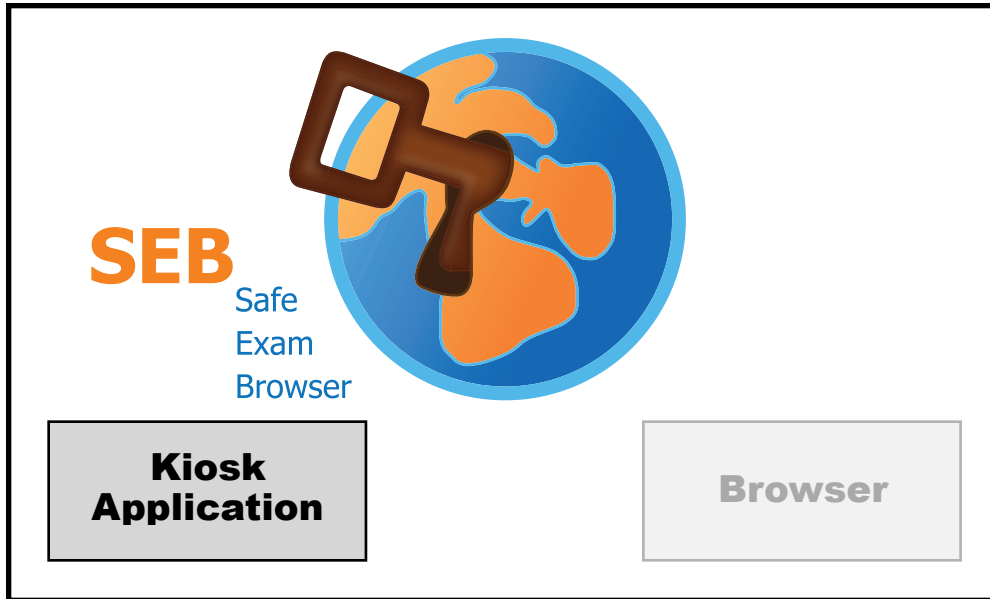 SEB
Safe
Exam
Browser
Kiosk
Application
Browser